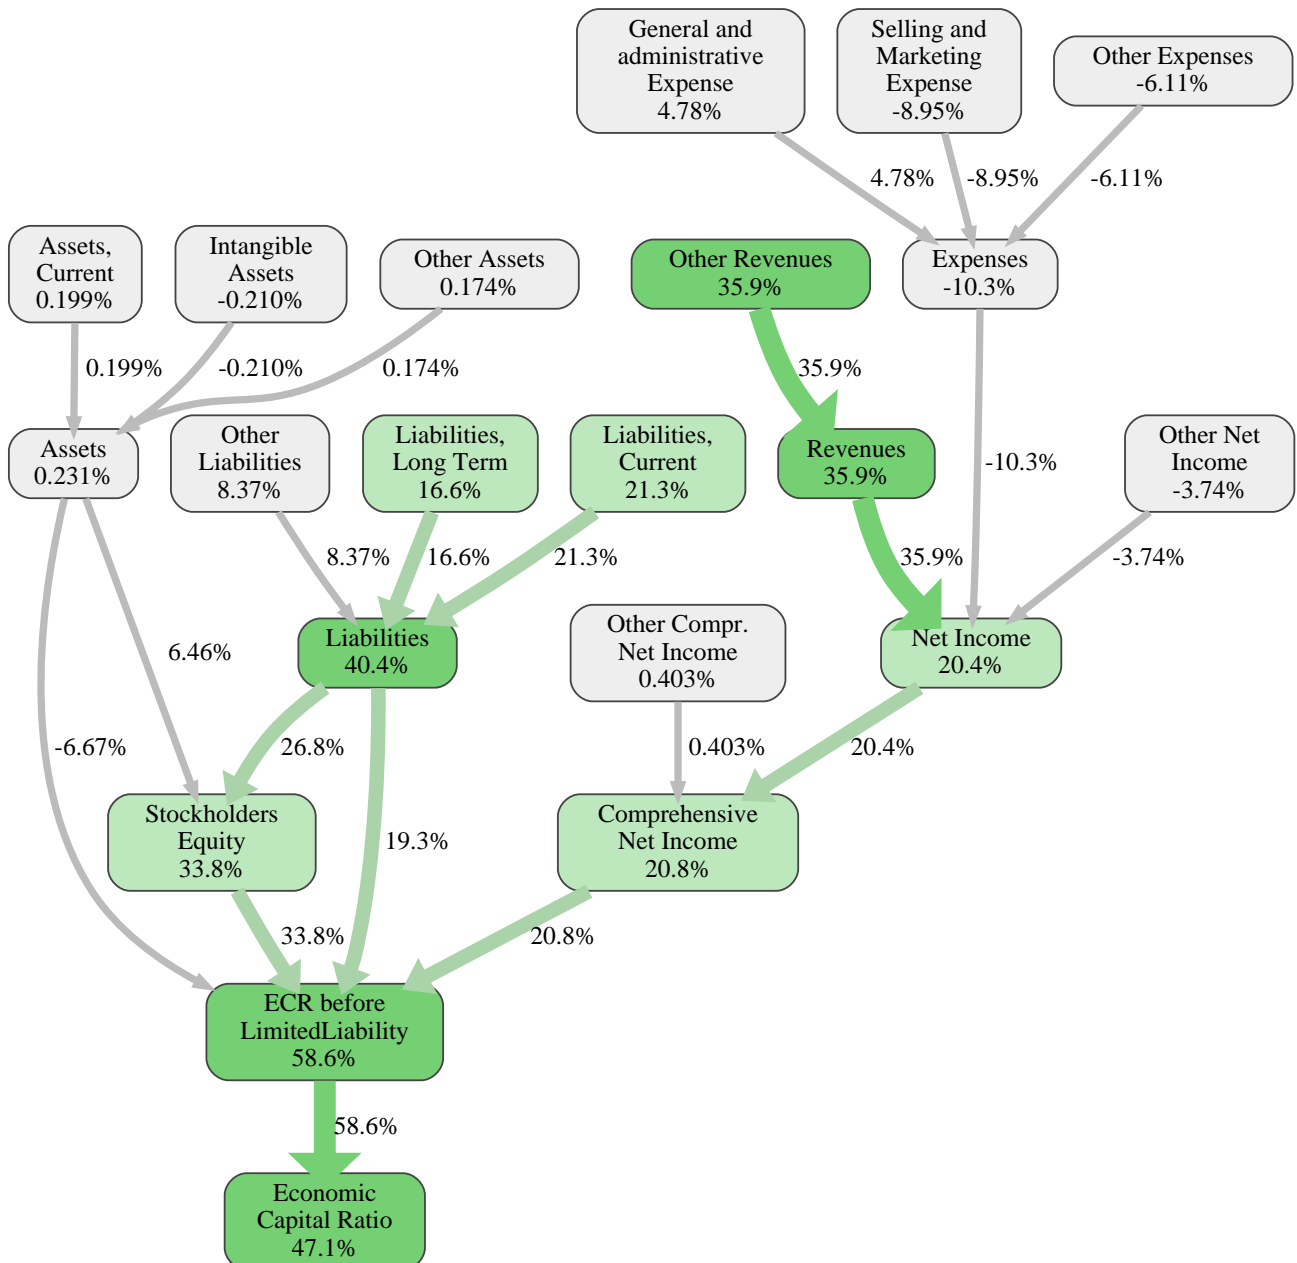 General and
administrative
Expense
4.78%
Selling and
Marketing
Expense
-8.95%
Other Expenses
-6.11%
4.78%
-8.95%
-6.11%
Assets,
Current
0.199%
Intangible
Assets
-0.210%
Other Assets
0.174%
Other Revenues
35.9%
Expenses
-10.3%
0.199%
-0.210%
0.174%
35.9%
Assets
0.231%
Other
Liabilities
8.37%
Liabilities,
Long Term
16.6%
Liabilities,
Current
21.3%
Revenues
35.9%
-10.3%
Other Net
Income
-3.74%
8.37%
16.6%
21.3%
35.9%
-3.74%
6.46%
Liabilities
40.4%
Other Compr.
Net Income
0.403%
Net Income
20.4%
-6.67%
26.8%
0.403%
20.4%
Stockholders
Equity
33.8%
19.3%
Comprehensive
Net Income
20.8%
33.8%
20.8%
ECR before
LimitedLiability
58.6%
58.6%
Economic
Capital Ratio
47.1%